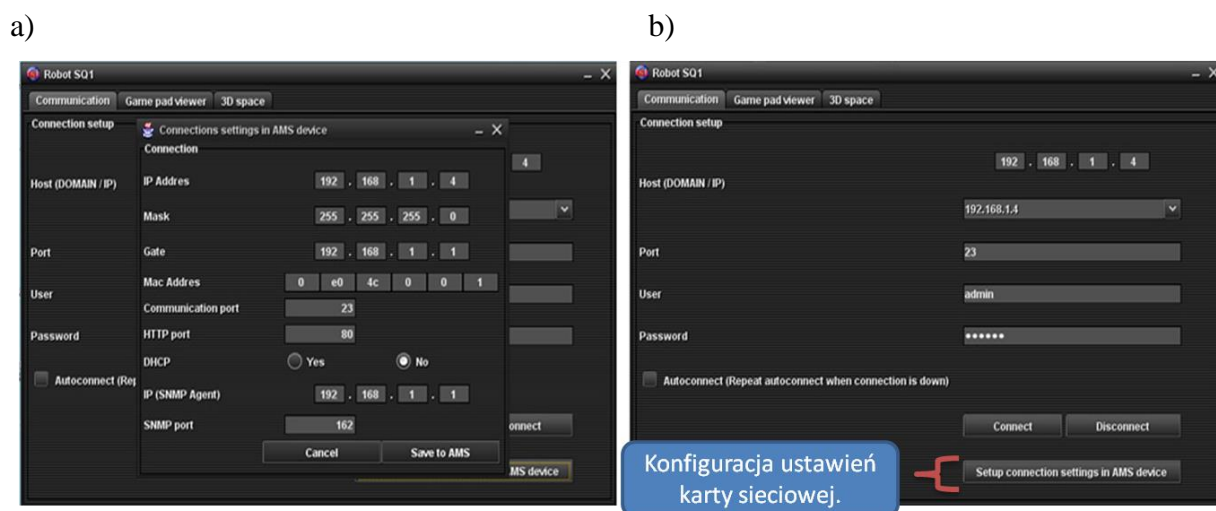 a)
b)
Robot SQ1
Communication Game pad viewer 3D space
Connection setup
Connections settings in AMS device
Connection
4
Host (DOMAIN / IP)
IP Addres 192 . 168 . 1 . 4
Mask 255 . 255 . 255 . 0
Port
Gate 192 . 168 . 1 . 1
Mac Addres 0 e0 4c 0 0 1
User
Communication port 23
Password
HTTP port 80
DHCP Yes No
Autoconnect (Rep
IP (SNMP Agent) 192 . 168 . 1 . 1
SNMP port 162
onnect
Cancel Save to AMS
MS device
Robot SQ1
Communication Game pad viewer 3D space
Connection setup
192 . 168 . 1 . 4
Host (DOMAIN / IP)
192.168.1.4
Port 23
User admin
Password ••••••
Autoconnect (Repeat autoconnect when connection is down)
Connect Disconnect
Setup connection settings in AMS device
Konfiguracja ustawień
karty sieciowej.